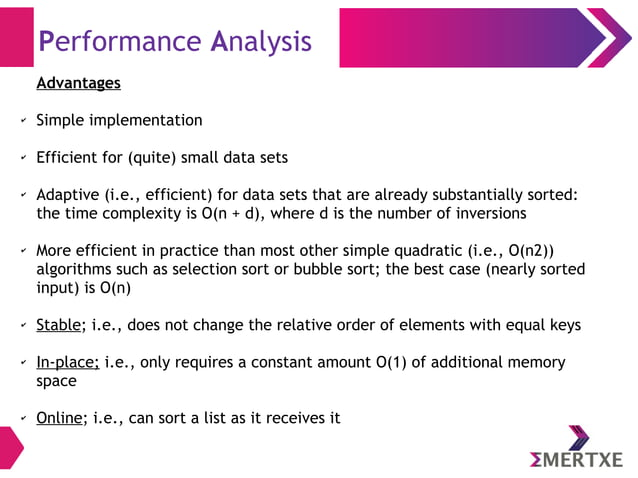 Performance Analysis
Advantages
✔ Simple implementation
✔ Efficient for (quite) small data sets
✔ Adaptive (i.e., efficient) for data sets that are already substantially sorted:
the time complexity is O(n + d), where d is the number of inversions
✔ More efficient in practice than most other simple quadratic (i.e., O(n2))
algorithms such as selection sort or bubble sort; the best case (nearly sorted
input) is O(n)
✔ Stable; i.e., does not change the relative order of elements with equal keys
✔ In-place; i.e., only requires a constant amount O(1) of additional memory
space
✔ Online; i.e., can sort a list as it receives it
ΣMERTXE